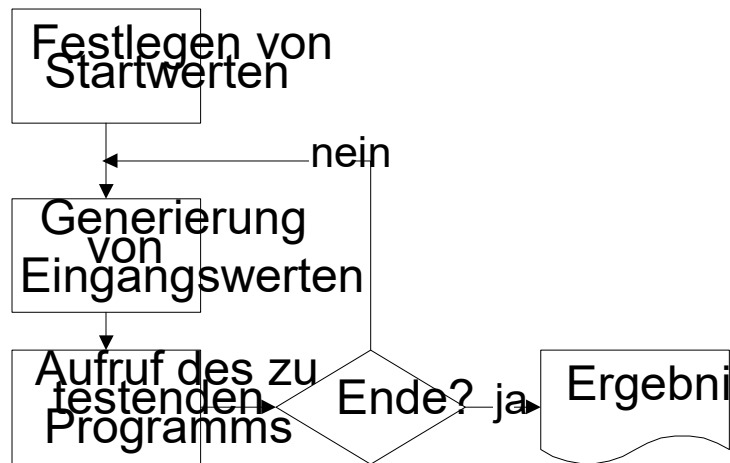 Festlegen von
Startwerten
nein
Generierung
von
Eingangswerten
Aufruf des zu
testenden
Programms
Ende?
ja
Ergebni